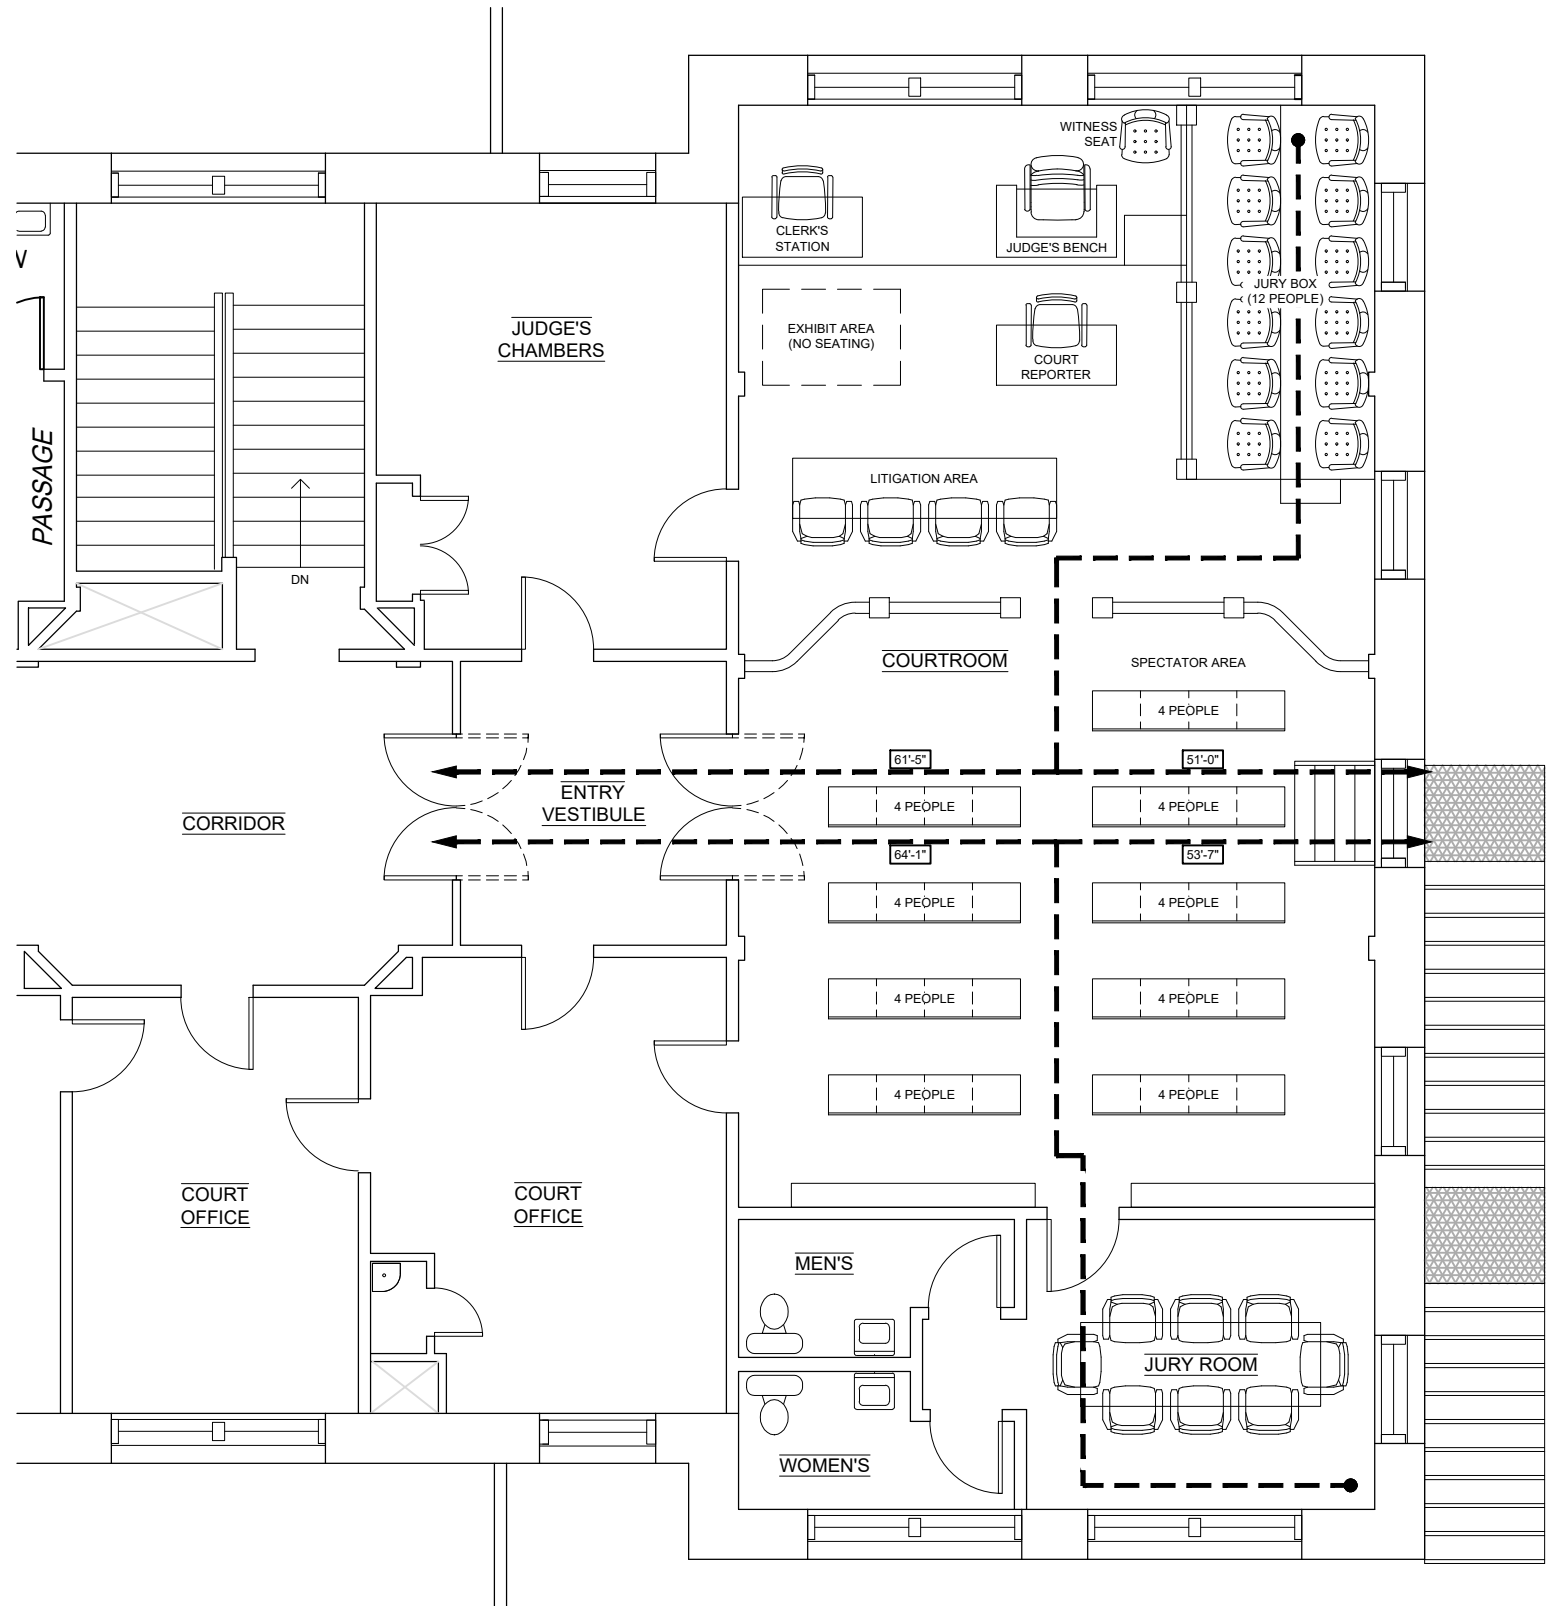 WITNESS
SEAT
CLERK'S
STATION
JUDGE'S BENCH
JURY BOX
(12 PEOPLE)
EXHIBIT AREA
(NO SEATING)
COURT
REPORTER
JUDGE'S
CHAMBERS
PASSAGE
LITIGATION AREA
DN
COURTROOM
SPECTATOR AREA
4 PEOPLE
61'-5"
51'-0"
ENTRY
VESTIBULE
4 PEOPLE
4 PEOPLE
CORRIDOR
64'-1"
53'-7"
4 PEOPLE
4 PEOPLE
4 PEOPLE
4 PEOPLE
4 PEOPLE
4 PEOPLE
COURT
OFFICE
COURT
OFFICE
MEN'S
JURY ROOM
WOMEN'S